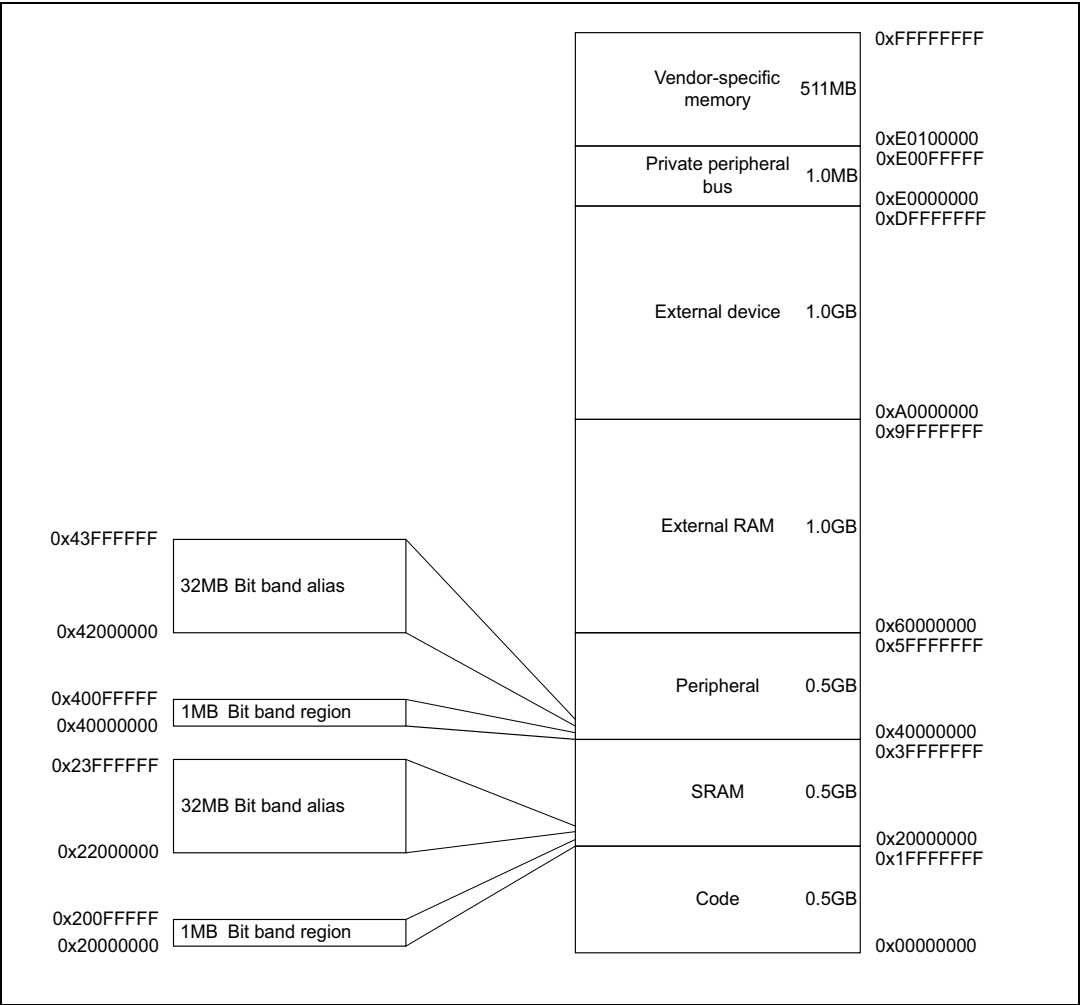 0xFFFFFFFF
Vendor-specific
memory
511MB
0xE0100000
0xE00FFFFF
Private peripheral
bus
1.0MB
0xE0000000
0xDFFFFFFF
External device
1.0GB
0xA0000000
0x9FFFFFFF
External RAM
1.0GB
0x43FFFFFF
32MB Bit band alias
0x42000000
0x60000000
0x5FFFFFFF
Peripheral
0.5GB
0x400FFFFF
1MB Bit band region
0x40000000
0x40000000
0x3FFFFFFF
0x23FFFFFF
32MB Bit band alias
0x22000000
SRAM
0.5GB
0x20000000
0x1FFFFFFF
Code
0.5GB
0x200FFFFF
1MB Bit band region
0x20000000
0x00000000